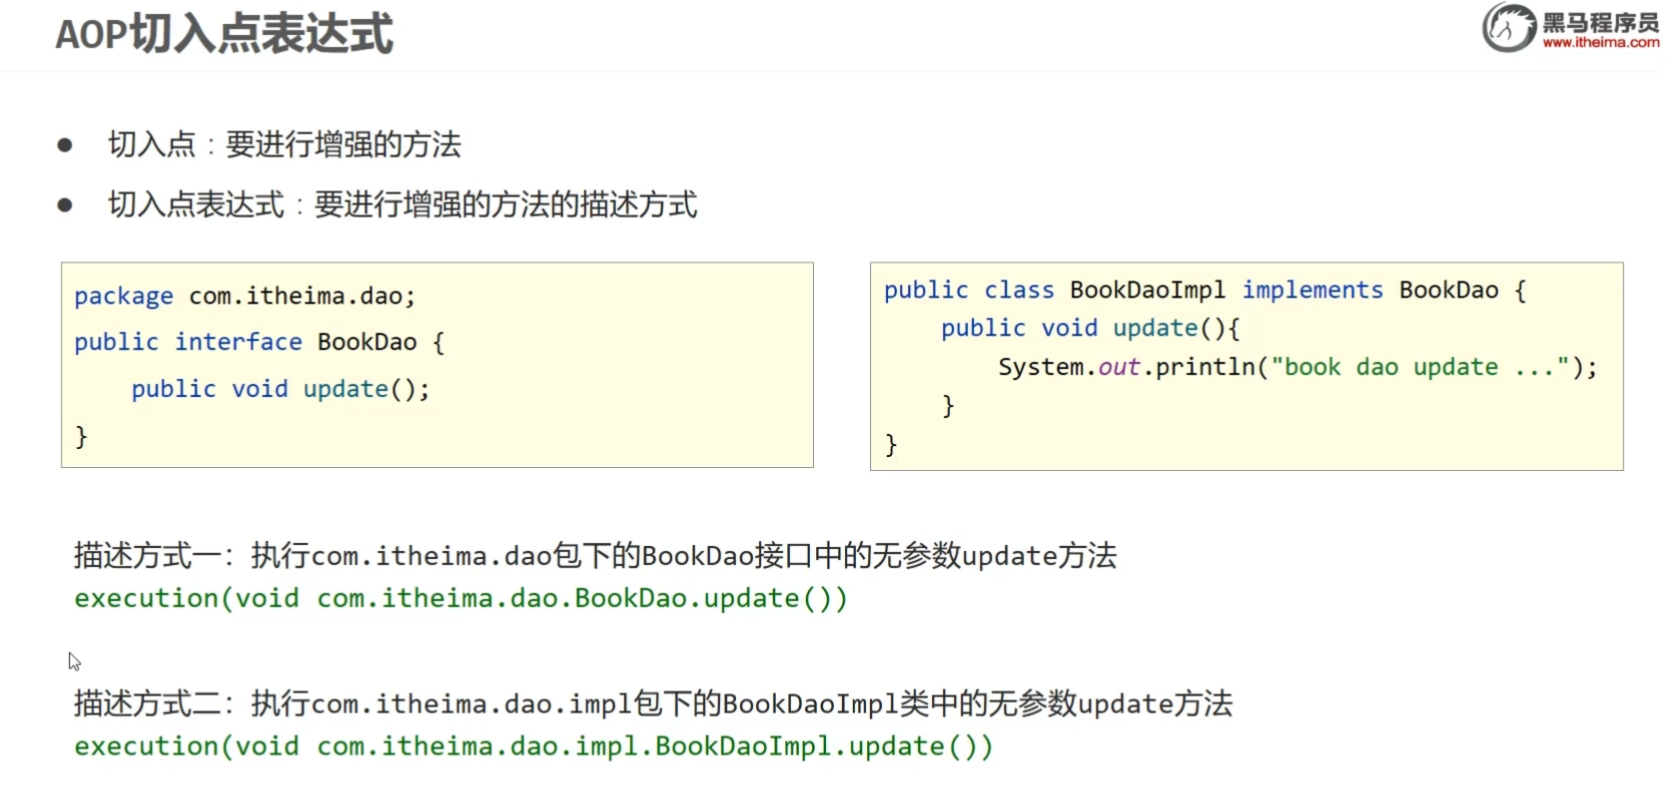 AOP切入点表达式
黑马程序员
www.itheima.com
● 切入点：要进行增强的方法
● 切入点表达式：要进行增强的方法的描述方式
package com.itheima.dao;
public interface BookDao {
    public void update();
}
public class BookDaoImpl implements BookDao {
    public void update(){
        System.out.println("book dao update ...");
    }
}
描述方式一：执行com.itheima.dao包下的BookDao接口中的无参数update方法
execution(void com.itheima.dao.BookDao.update())
描述方式二：执行com.itheima.dao.impl包下的BookDaoImpl类中的无参数update方法
execution(void com.itheima.dao.impl.BookDaoImpl.update())